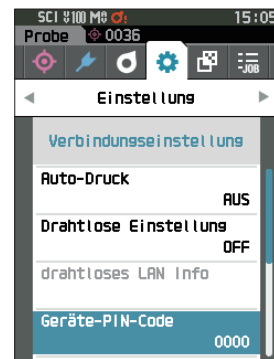 SCI 100 M 15:05
Probe 0036
-JOB
Einstellung
Verbindungseinstellung
Auto-Druck
AUS
Drahtlose Einstellung
OFF
drahtloses LAN Info
Geräte-PIN-Code
0000